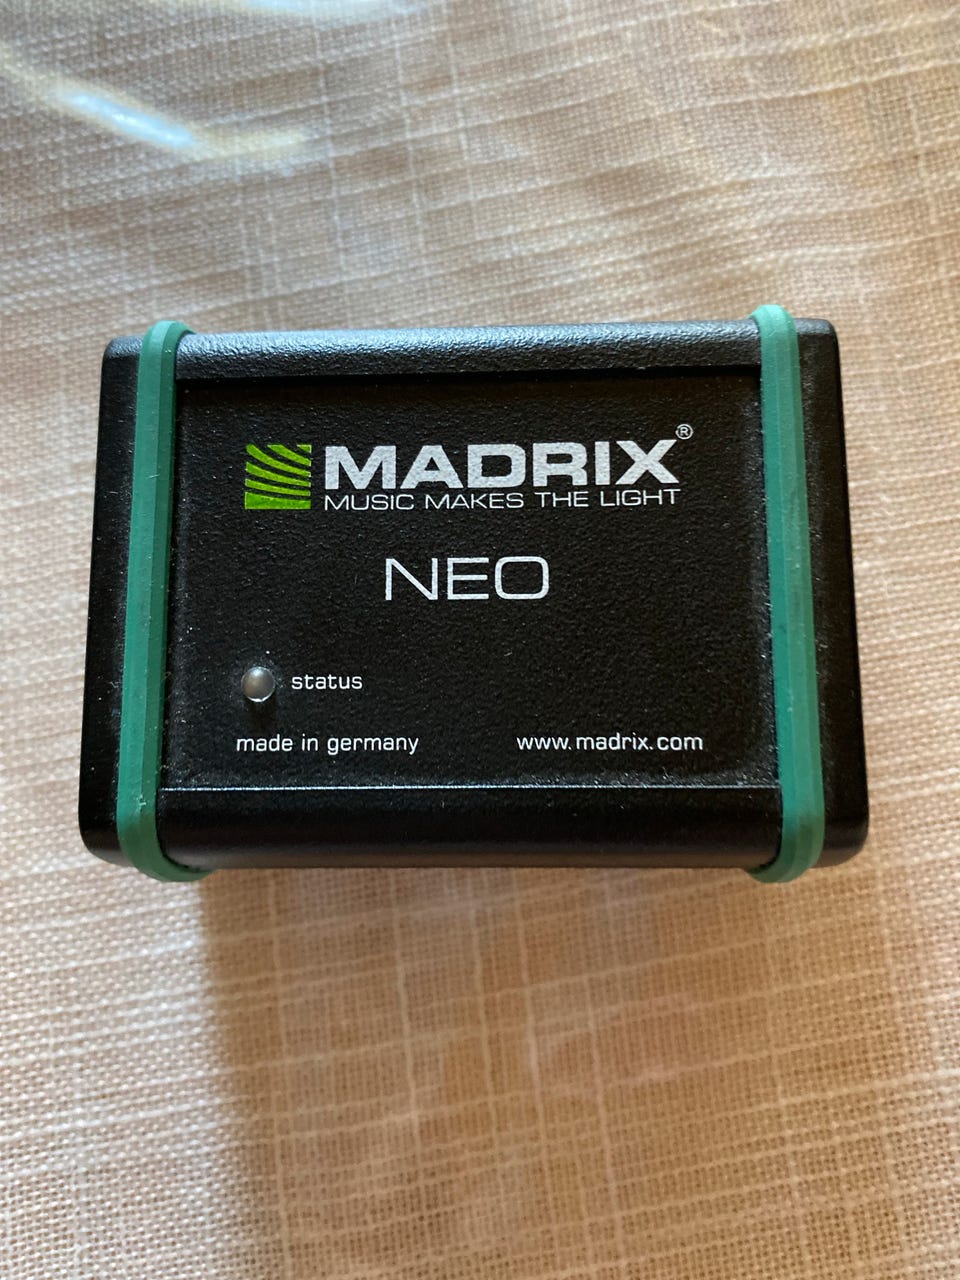 MADRIX®
MUSIC MAKES THE LIGHT
NEO
status
made in germany
www.madrix.com